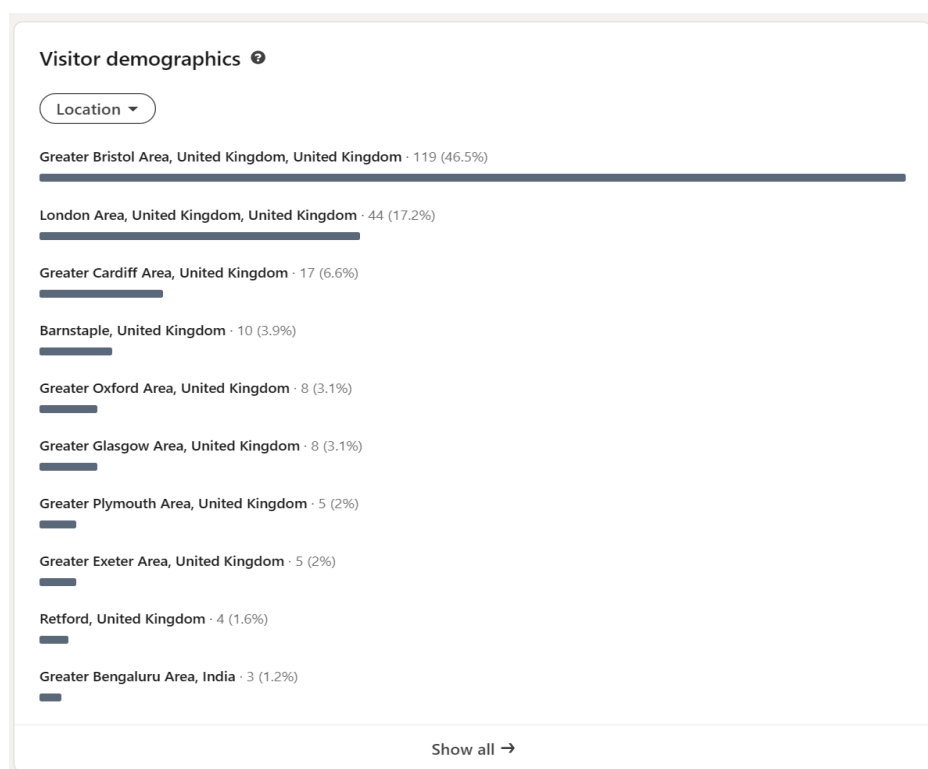 Visitor demographics ?
Location
Greater Bristol Area, United Kingdom, United Kingdom · 119 (46.5%)
London Area, United Kingdom, United Kingdom · 44 (17.2%)
Greater Cardiff Area, United Kingdom · 17 (6.6%)
Barnstaple, United Kingdom · 10 (3.9%)
Greater Oxford Area, United Kingdom · 8 (3.1%)
Greater Glasgow Area, United Kingdom · 8 (3.1%)
Greater Plymouth Area, United Kingdom · 5 (2%)
Greater Exeter Area, United Kingdom · 5 (2%)
Retford, United Kingdom · 4 (1.6%)
Greater Bengaluru Area, India · 3 (1.2%)
Show all →